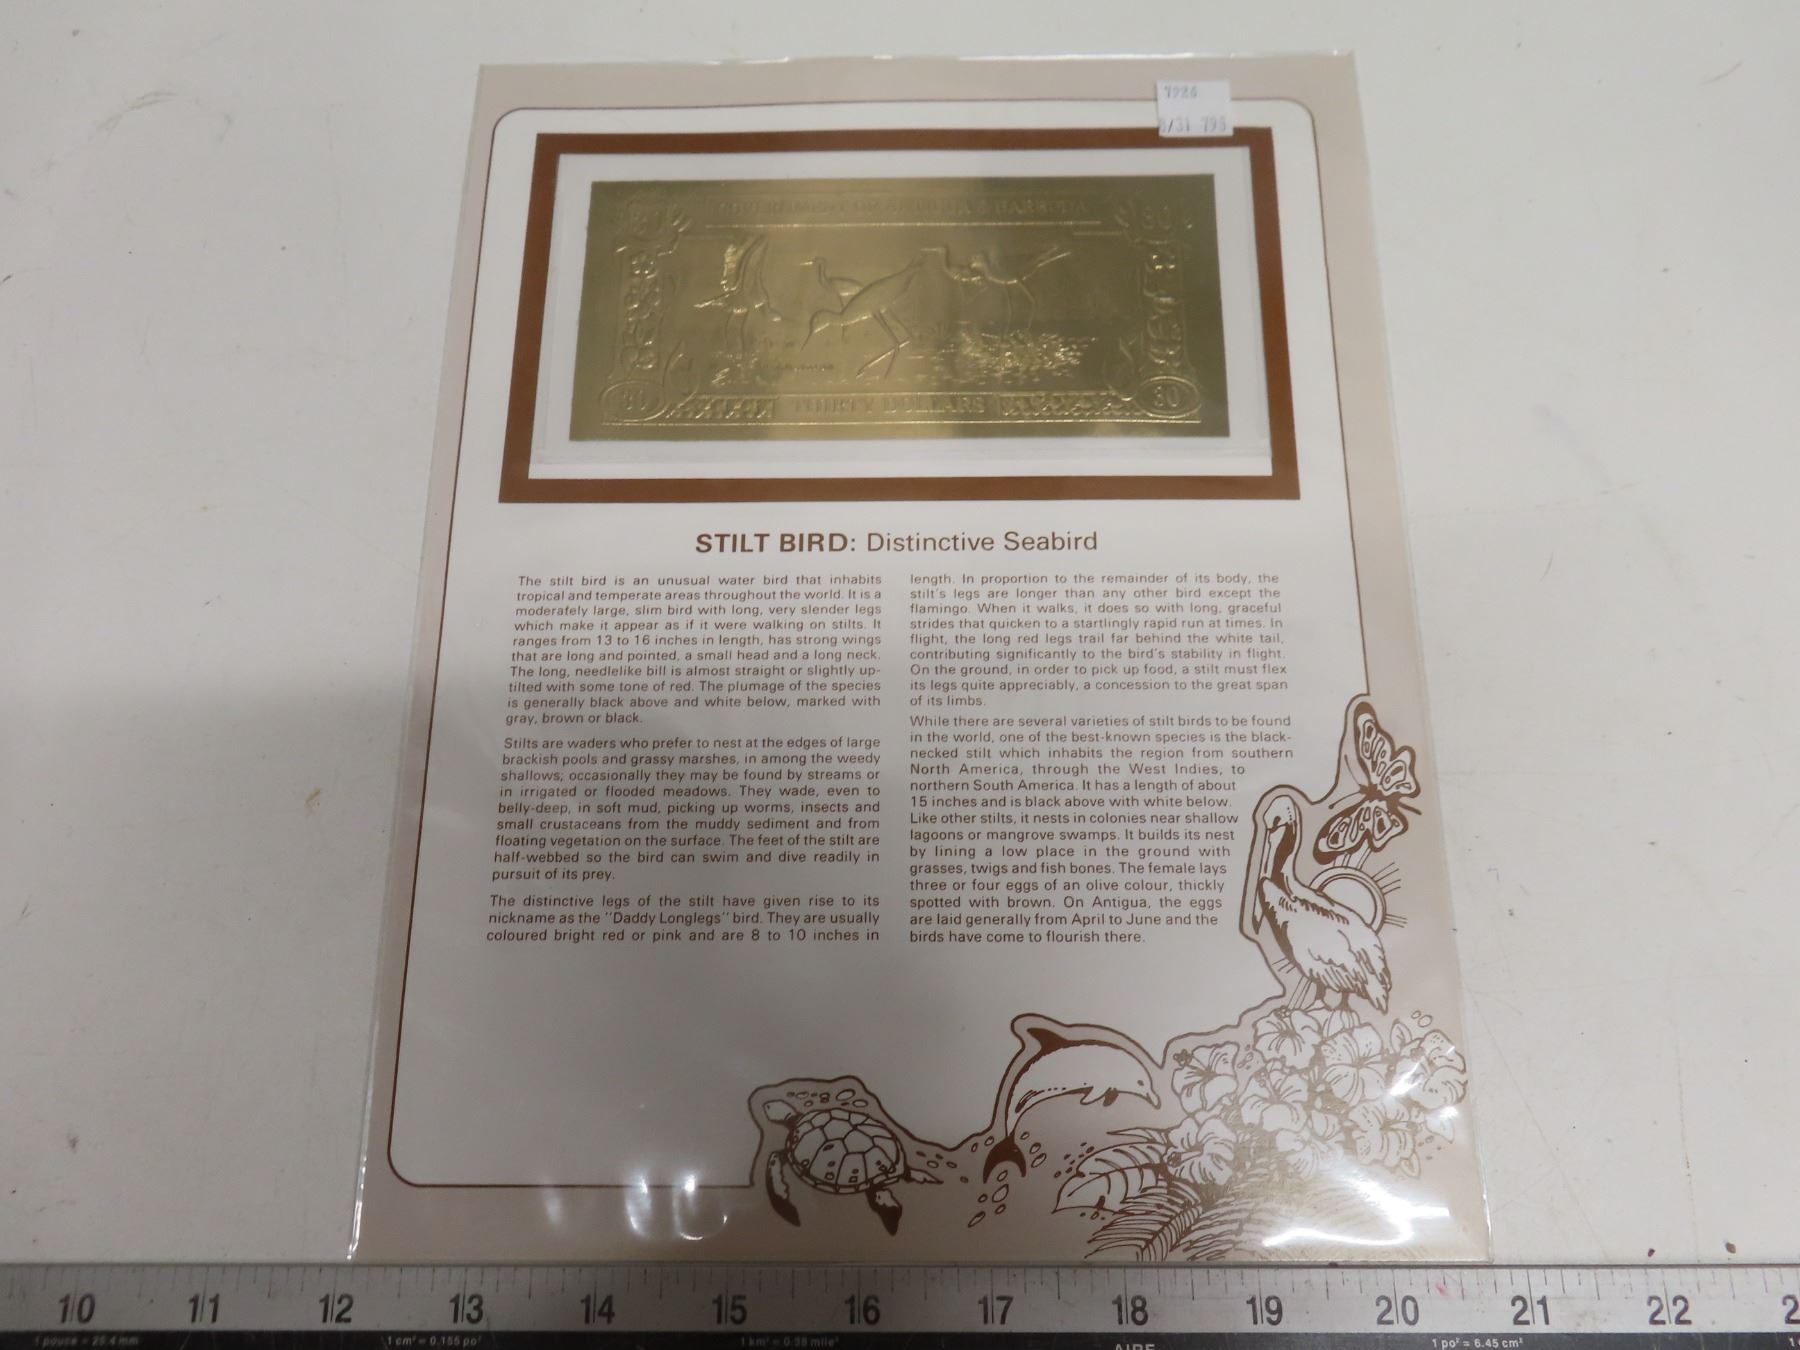 7926
8/31 795
GOVERNMENT OF ANTIGUA & BARBUDA
30
30
30
THIRTY DOLLARS
30
STILT BIRD: Distinctive Seabird
The stilt bird is an unusual water bird that inhabits
tropical and temperate areas throughout the world. It is a
moderately large, slim bird with long, very slender legs
which make it appear as if it were walking on stilts. It
ranges from 13 to 16 inches in length, has strong wings
that are long and pointed, a small head and a long neck.
The long, needlelike bill is almost straight or slightly up-
tilted with some tone of red. The plumage of the species
is generally black above and white below, marked with
gray, brown or black.
Stilts are waders who prefer to nest at the edges of large
brackish pools and grassy marshes, in among the weedy
shallows; occasionally they may be found by streams or
in irrigated or flooded meadows. They wade, even to
belly-deep, in soft mud, picking up worms, insects and
small crustaceans from the muddy sediment and from
floating vegetation on the surface. The feet of the stilt are
half-webbed so the bird can swim and dive readily in
pursuit of its prey.
The distinctive legs of the stilt have given rise to its
nickname as the "Daddy Longlegs" bird. They are usually
coloured bright red or pink and are 8 to 10 inches in
length. In proportion to the remainder of its body, the
stilt's legs are longer than any other bird except the
flamingo. When it walks, it does so with long, graceful
strides that quicken to a startlingly rapid run at times. In
flight, the long red legs trail far behind the white tail,
contributing significantly to the bird's stability in flight.
On the ground, in order to pick up food, a stilt must flex
its legs quite appreciably, a concession to the great span
of its limbs.
While there are several varieties of stilt birds to be found
in the world, one of the best-known species is the black-
necked stilt which inhabits the region from southern
North America, through the West Indies, to
northern South America. It has a length of about
15 inches and is black above with white below.
Like other stilts, it nests in colonies near shallow
lagoons or mangrove swamps. It builds its nest
by lining a low place in the ground with
grasses, twigs and fish bones. The female lays
three or four eggs of an olive colour, thickly
spotted with brown. On Antigua, the eggs
are laid generally from April to June and the
birds have come to flourish there.
10 11 12 13 14 15 16 17 18 19 20 21 22 2
1 pouce = 25.4 mm 1 cm² = 0.155 po² 1 km² = 0.38 mile² AIRE 1 po² = 6.45 cm²